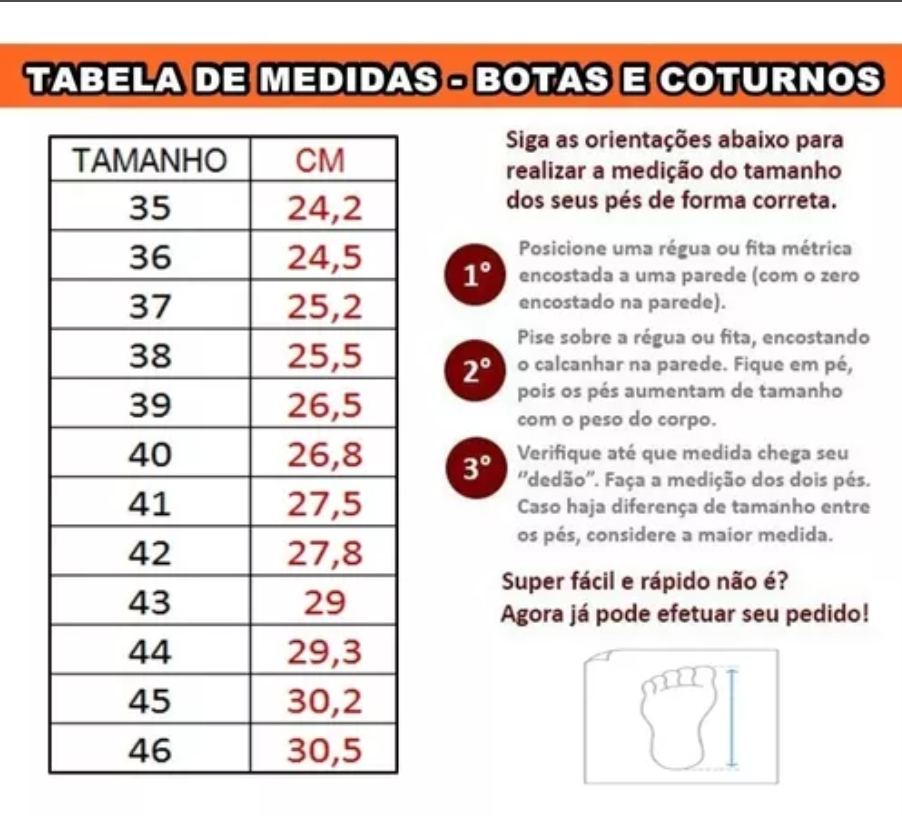 TABELA DE MEDIDAS - BOTAS E COTURNOS
TAMANHO CM
35 24,2
36 24,5
37 25,2
38 25,5
39 26,5
40 26,8
41 27,5
42 27,8
43 29
44 29,3
45 30,2
46 30,5
Siga as orientações abaixo para
realizar a medição do tamanho
dos seus pés de forma correta.
1°
Posicione uma régua ou fita métrica
encostada a uma parede (com o zero
encostado na parede).
2°
Pise sobre a régua ou fita, encostando
o calcanhar na parede. Fique em pé,
pois os pés aumentam de tamanho
com o peso do corpo.
3°
Verifique até que medida chega seu
“dedão”. Faça a medição dos dois pés.
Caso haja diferença de tamanho entre
os pés, considere a maior medida.
Super fácil e rápido não é?
Agora já pode efetuar seu pedido!